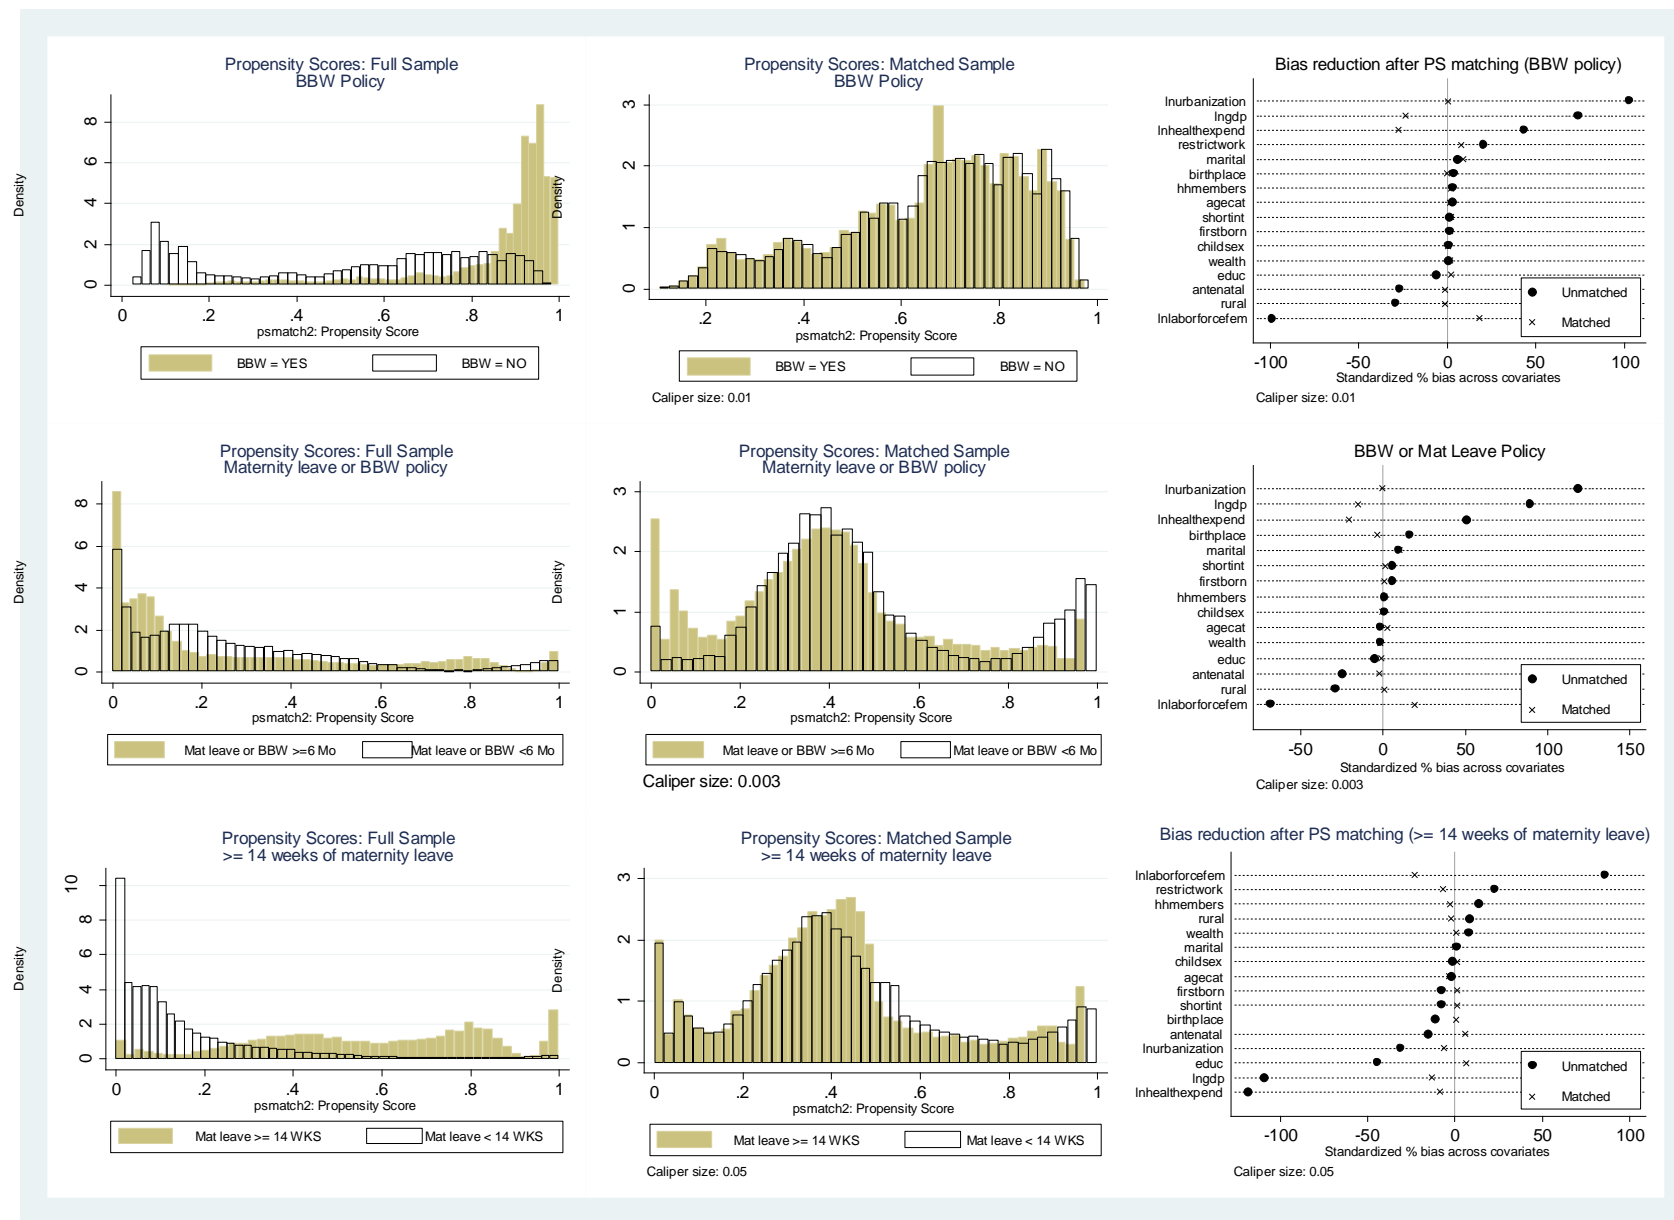 Propensity Scores: Full Sample
BBW Policy
Density
8
6
4
2
0
0 .2 .4 .6 .8 1
psmatch2: Propensity Score
BBW = YES BBW = NO
Propensity Scores: Matched Sample
BBW Policy
Density
3
2
1
0
.2 .4 .6 .8 1
psmatch2: Propensity Score
BBW = YES BBW = NO
Caliper size: 0.01
Bias reduction after PS matching (BBW policy)
lnurbanization
lngdp
lnhealthexpend
restrictwork
marital
birthplace
hhmembers
agecat
shortint
firstborn
childsex
wealth
educ
antenatal
rural
lnlaborforcefem
Unmatched
Matched
-100 -50 0 50 100
Standardized % bias across covariates
Caliper size: 0.01
Propensity Scores: Full Sample
Maternity leave or BBW policy
Density
8
6
4
2
0
0 .2 .4 .6 .8 1
psmatch2: Propensity Score
Mat leave or BBW >=6 Mo Mat leave or BBW <6 Mo
Propensity Scores: Matched Sample
Maternity leave or BBW policy
Density
3
2
1
0
0 .2 .4 .6 .8 1
psmatch2: Propensity Score
Mat leave or BBW >=6 Mo Mat leave or BBW <6 Mo
Caliper size: 0.003
BBW or Mat Leave Policy
lnurbanization
lngdp
lnhealthexpend
birthplace
marital
shortint
firstborn
hhmembers
childsex
agecat
wealth
educ
antenatal
rural
lnlaborforcefem
Unmatched
Matched
-50 0 50 100 150
Standardized % bias across covariates
Caliper size: 0.003
Propensity Scores: Full Sample
>= 14 weeks of maternity leave
Density
10
8
6
4
2
0
0 .2 .4 .6 .8 1
psmatch2: Propensity Score
Mat leave >= 14 WKS Mat leave < 14 WKS
Propensity Scores: Matched Sample
>= 14 weeks of maternity leave
Density
3
2
1
0
0 .2 .4 .6 .8 1
psmatch2: Propensity Score
Mat leave >= 14 WKS Mat leave < 14 WKS
Caliper size: 0.05
Bias reduction after PS matching (>= 14 weeks of maternity leave)
lnlaborforcefem
restrictwork
hhmembers
rural
wealth
marital
childsex
agecat
firstborn
shortint
birthplace
antenatal
lnurbanization
educ
lngdp
lnhealthexpend
Unmatched
Matched
-100 -50 0 50 100
Standardized % bias across covariates
Caliper size: 0.05